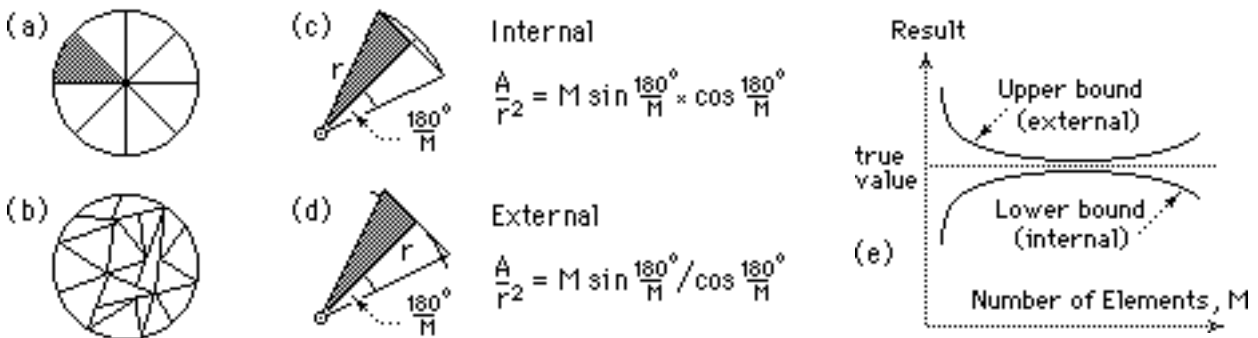 (a)
(b)
(c)
r
180°/M
Internal
A/r2 = M sin 180°/M × cos 180°/M
(d)
r
180°/M
External
A/r2 = M sin 180°/M / cos 180°/M
Result
Upper bound
(external)
true
value
Lower bound
(internal)
(e)
Number of Elements, M